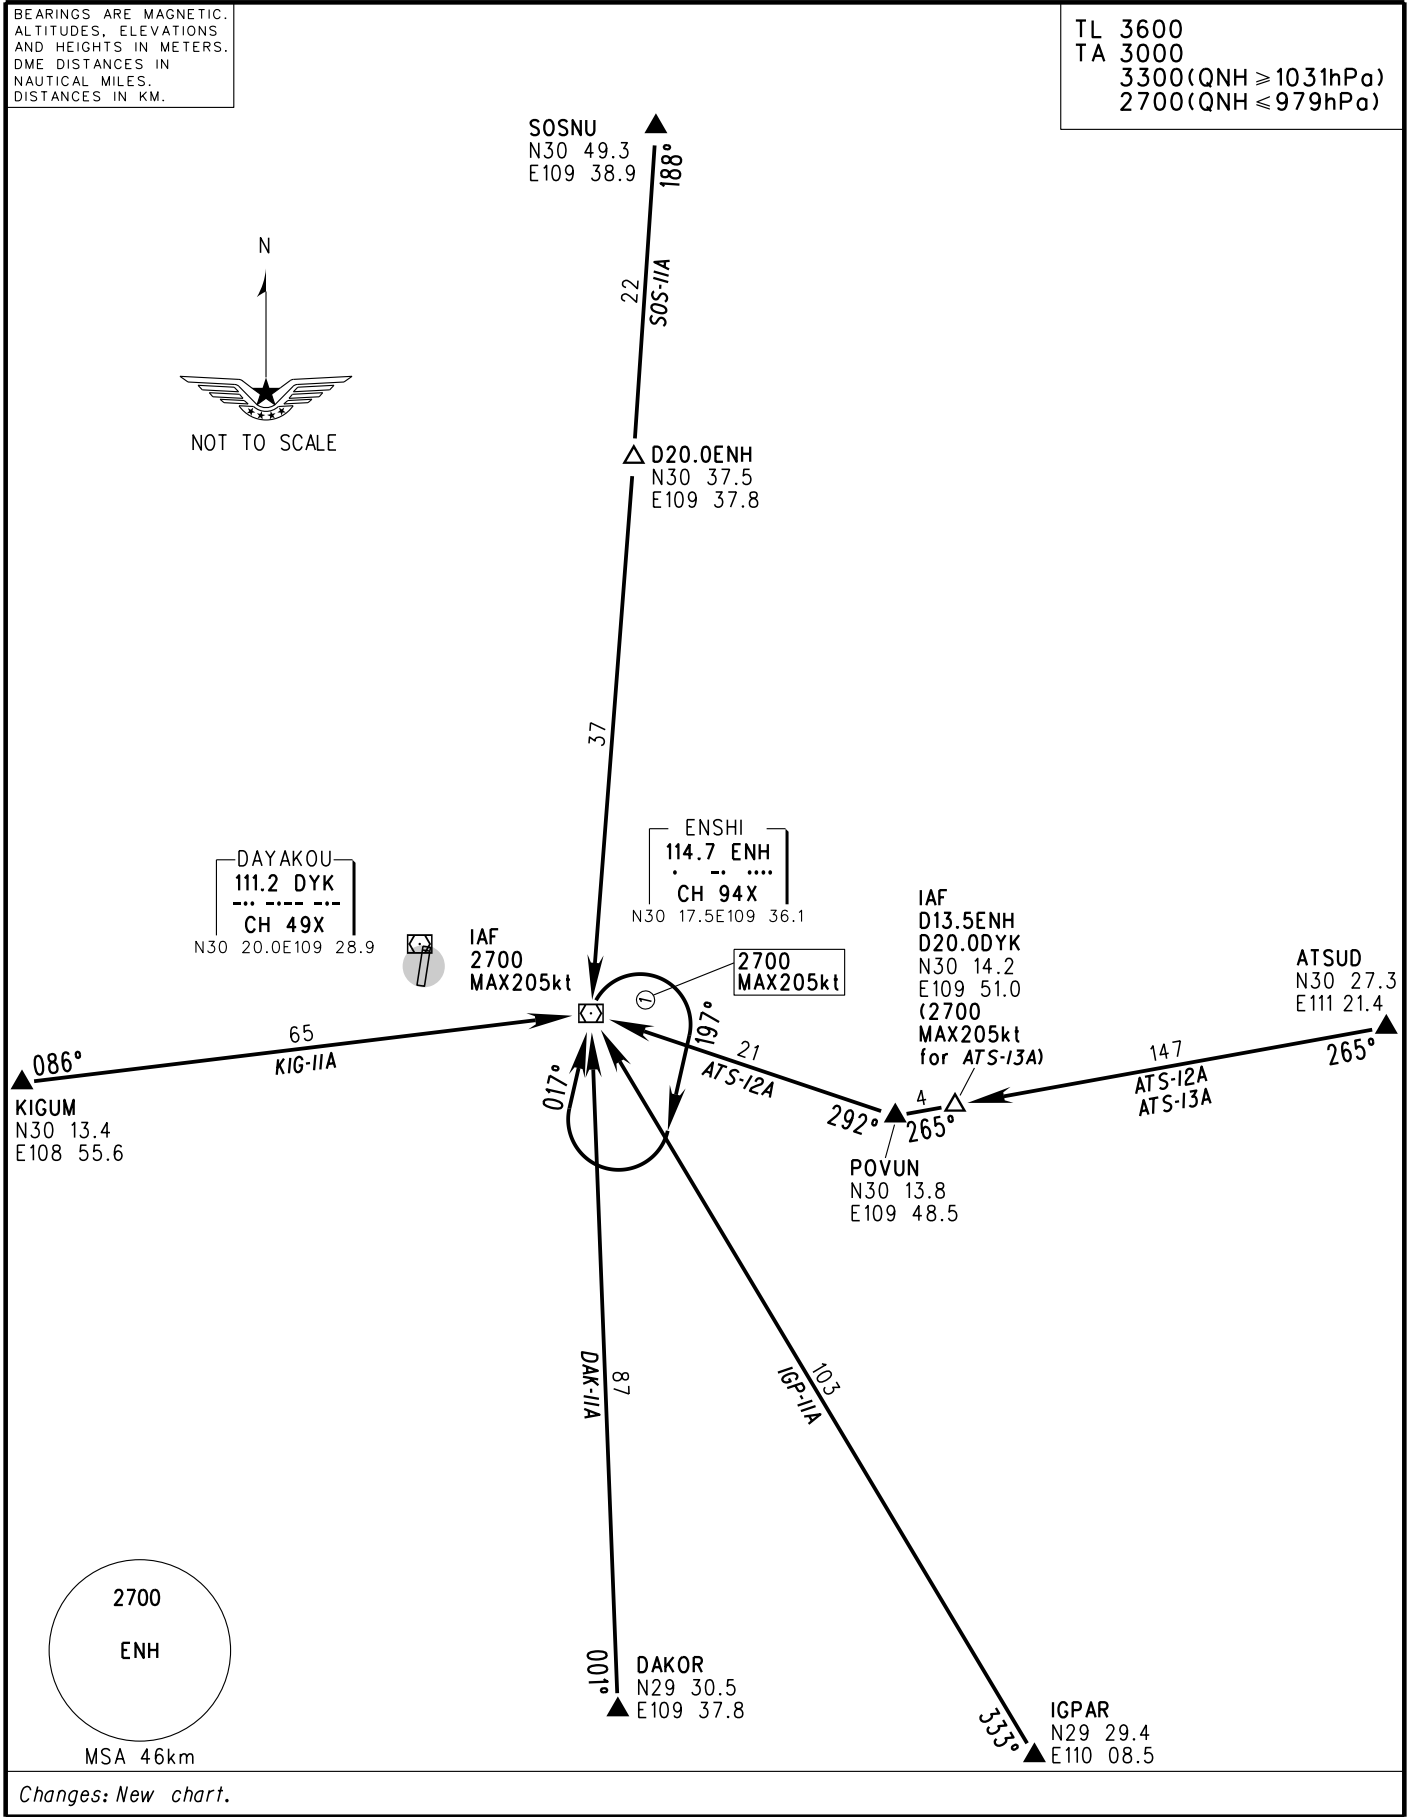 BEARINGS ARE MAGNETIC.
ALTITUDES, ELEVATIONS
AND HEIGHTS IN METERS.
DME DISTANCES IN
NAUTICAL MILES.
DISTANCES IN KM.
TL 3600
TA 3000
3300(QNH ≥1031hPa)
2700(QNH ≤979hPa)
SOSNU
N30 49.3
E109 38.9
188°
N
NOT TO SCALE
22
SOS-11A
D20.0ENH
N30 37.5
E109 37.8
37
DAYAKOU
111.2 DYK
CH 49X
N30 20.0E109 28.9
ENSHI
114.7 ENH
CH 94X
N30 17.5E109 36.1
IAF
2700
MAX205kt
1
2700
MAX205kt
IAF
D13.5ENH
D20.0DYK
N30 14.2
E109 51.0
(2700
MAX205kt
for ATS-13A)
ATSUD
N30 27.3
E111 21.4
265°
147
ATS-12A
ATS-13A
086°
65
KIG-11A
KIGUM
N30 13.4
E108 55.6
017°
197°
21
ATS-12A
292°
4
265°
POVUN
N30 13.8
E109 48.5
DAK-11A
87
IGP-11A
103
001°
DAKOR
N29 30.5
E109 37.8
333°
IGPAR
N29 29.4
E110 08.5
2700
ENH
MSA 46km
Changes: New chart.